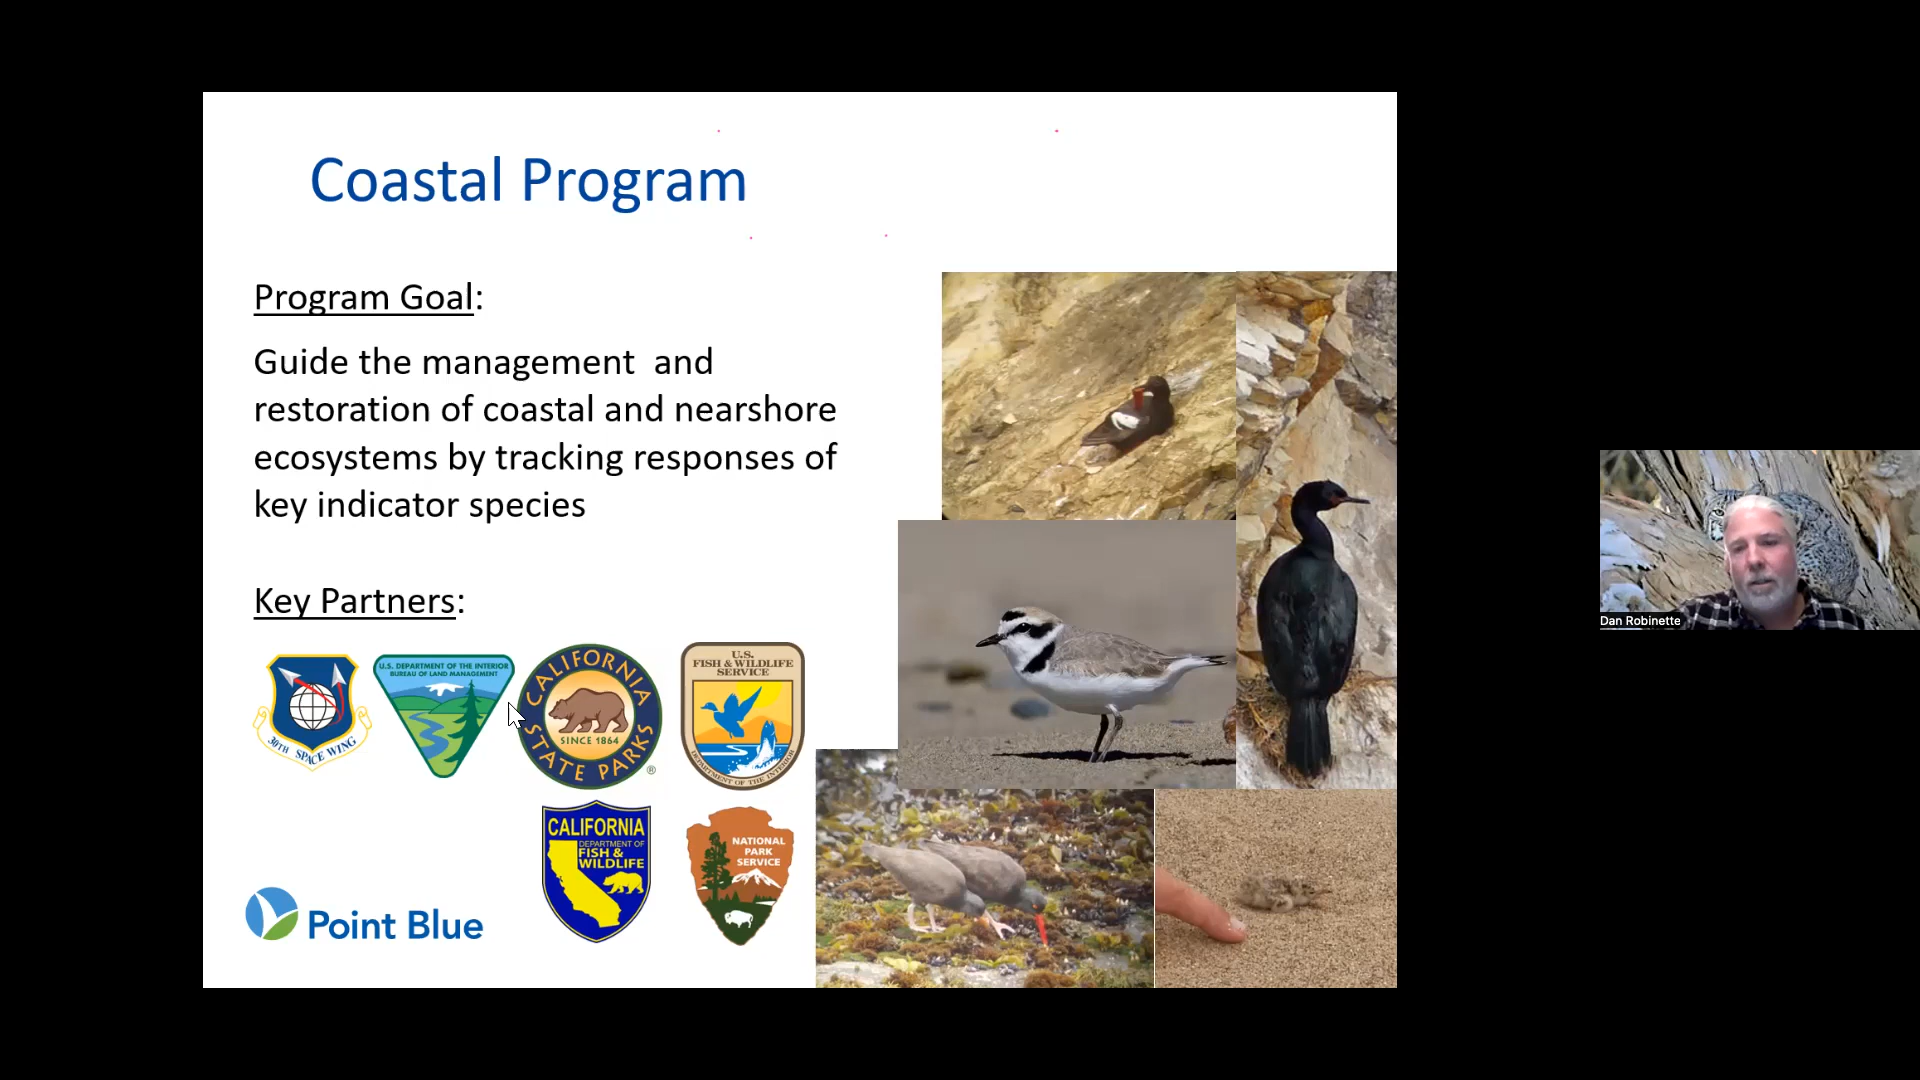 Coastal Program
Program Goal:
Guide the management and
restoration of coastal and nearshore
ecosystems by tracking responses of
key indicator species
Key Partners:
30TH SPACE WING
U.S. DEPARTMENT OF THE INTERIOR
BUREAU OF LAND MANAGEMENT
CALIFORNIA
SINCE 1864
STATE PARKS
®
U.S.
FISH & WILDLIFE
SERVICE
DEPARTMENT OF THE INTERIOR
CALIFORNIA
DEPARTMENT OF
FISH &
WILDLIFE
NATIONAL
PARK
SERVICE
Point Blue
Dan Robinette